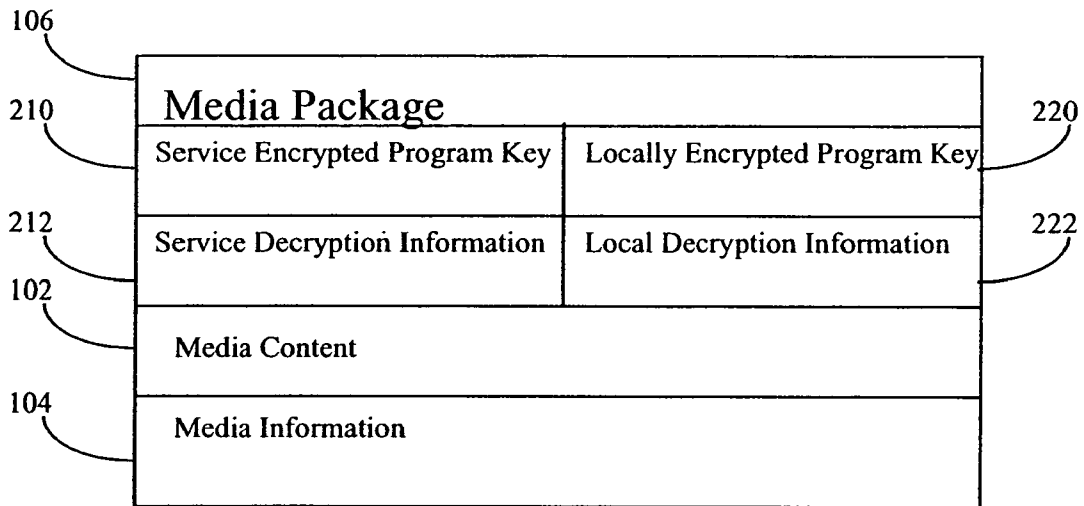 106
Media Package
210
220
Service Encrypted Program Key
Locally Encrypted Program Key
212
222
Service Decryption Information
Local Decryption Information
102
Media Content
104
Media Information